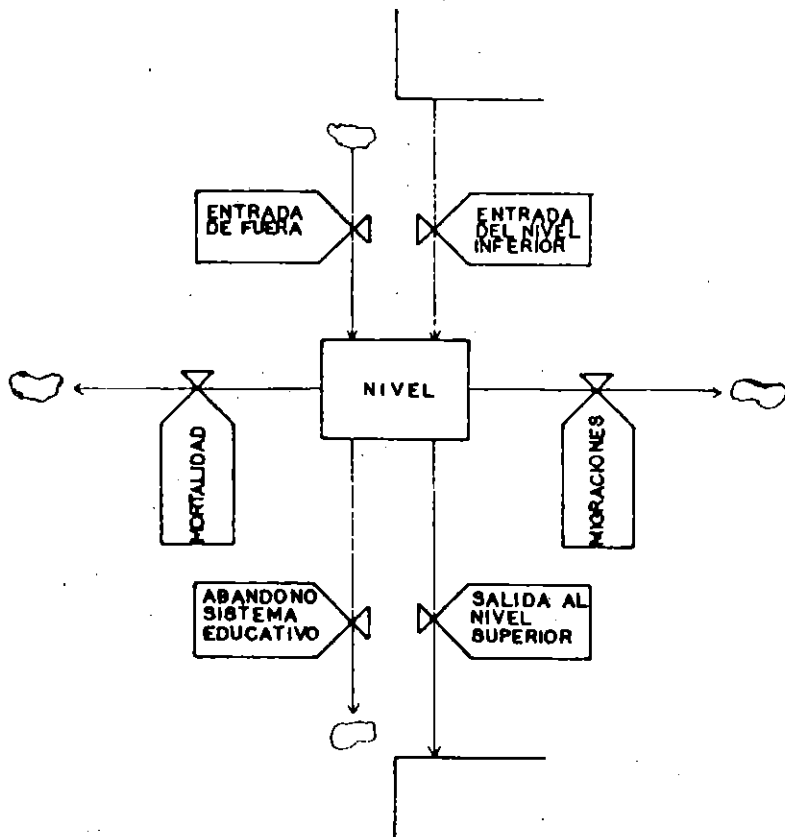 ENTRADA
DE FUERA
ENTRADA
DEL NIVEL
INFERIOR
NIVEL
MORTALIDAD
MIGRACIONES
ABANDONO
SISTEMA
EDUCATIVO
SALIDA AL
NIVEL
SUPERIOR